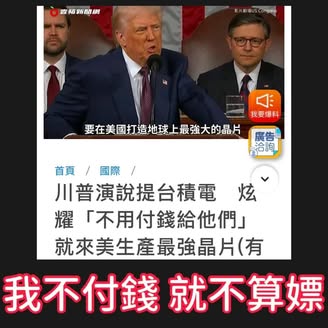 壹蘋新聞網
要在美國打造地球上最強大的晶片
我要爆料
廣告
洽詢
首頁 / 國際 /
川普演說提台積電 炫
耀「不用付錢給他們」
就來美生產最強晶片(有
我不付錢 就不算嫖